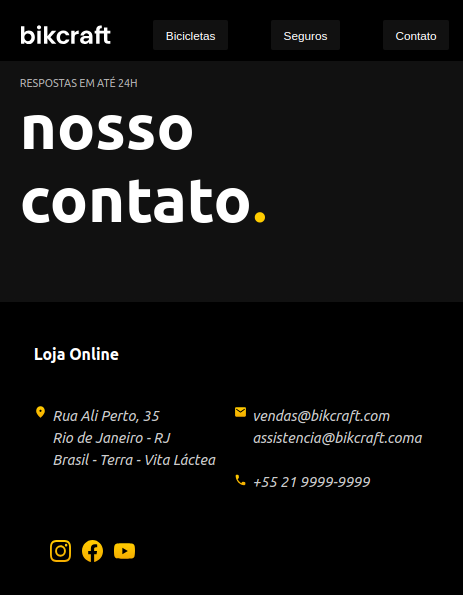 bikcraft
Bicicletas
Seguros
Contato
RESPOSTAS EM ATÉ 24H
nosso
contato.
Loja Online
Rua Ali Perto, 35
Rio de Janeiro - RJ
Brasil - Terra - Vita Láctea
vendas@bikcraft.com
assistencia@bikcraft.coma
+55 21 9999-9999